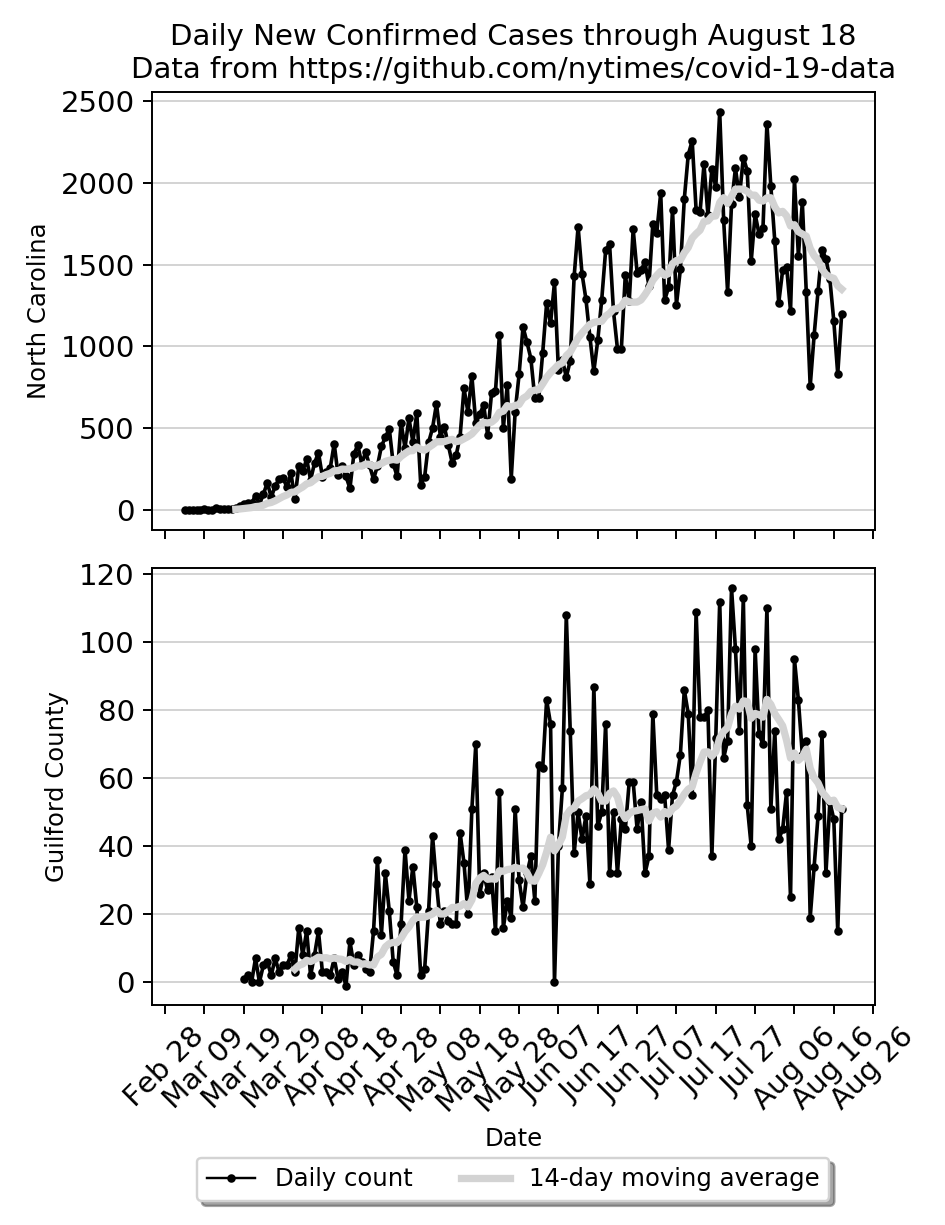 Daily New Confirmed Cases through August 18
Data from https://github.com/nytimes/covid-19-data
2500
2000
1500
1000
500
0
North Carolina
120
100
80
60
40
20
0
Guilford County
Feb 28
Mar 09
Mar 19
Mar 29
Apr 08
Apr 18
Apr 28
May 08
May 18
May 28
Jun 07
Jun 17
Jun 27
Jul 07
Jul 17
Jul 27
Aug 06
Aug 16
Aug 26
Date
Daily count
14-day moving average